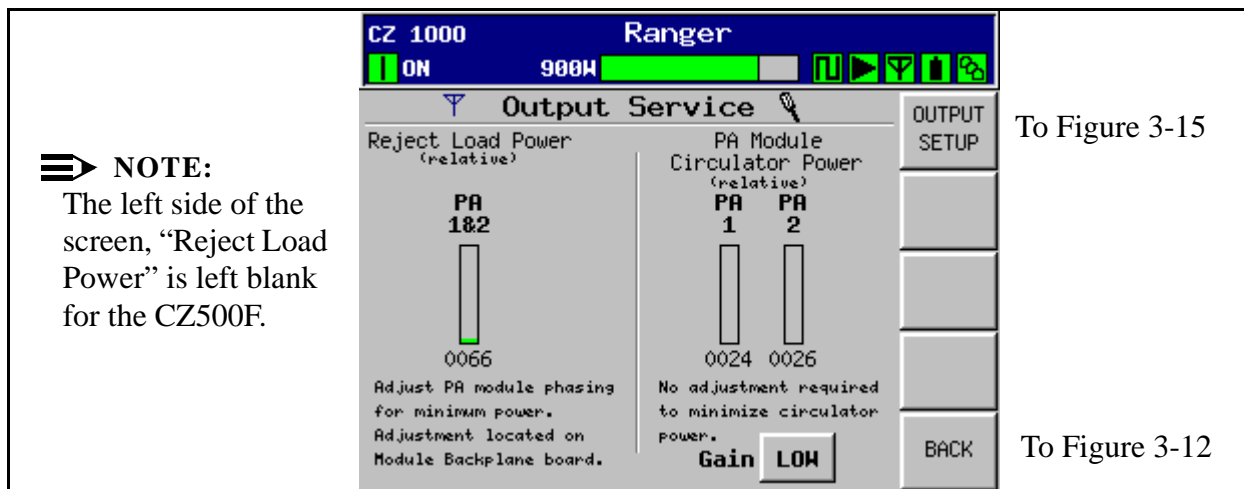 CZ 1000 Ranger
ON 900W
Output Service
Reject Load Power
(relative)
PA
1&2
0066
Adjust PA module phasing
for minimum power.
Adjustment located on
Module Backplane board.
PA Module
Circulator Power
(relative)
PA PA
1 2
0024 0026
No adjustment required
to minimize circulator
power.
Gain LOW
OUTPUT
SETUP
BACK
NOTE:
The left side of the
screen, “Reject Load
Power” is left blank
for the CZ500F.
To Figure 3-15
To Figure 3-12